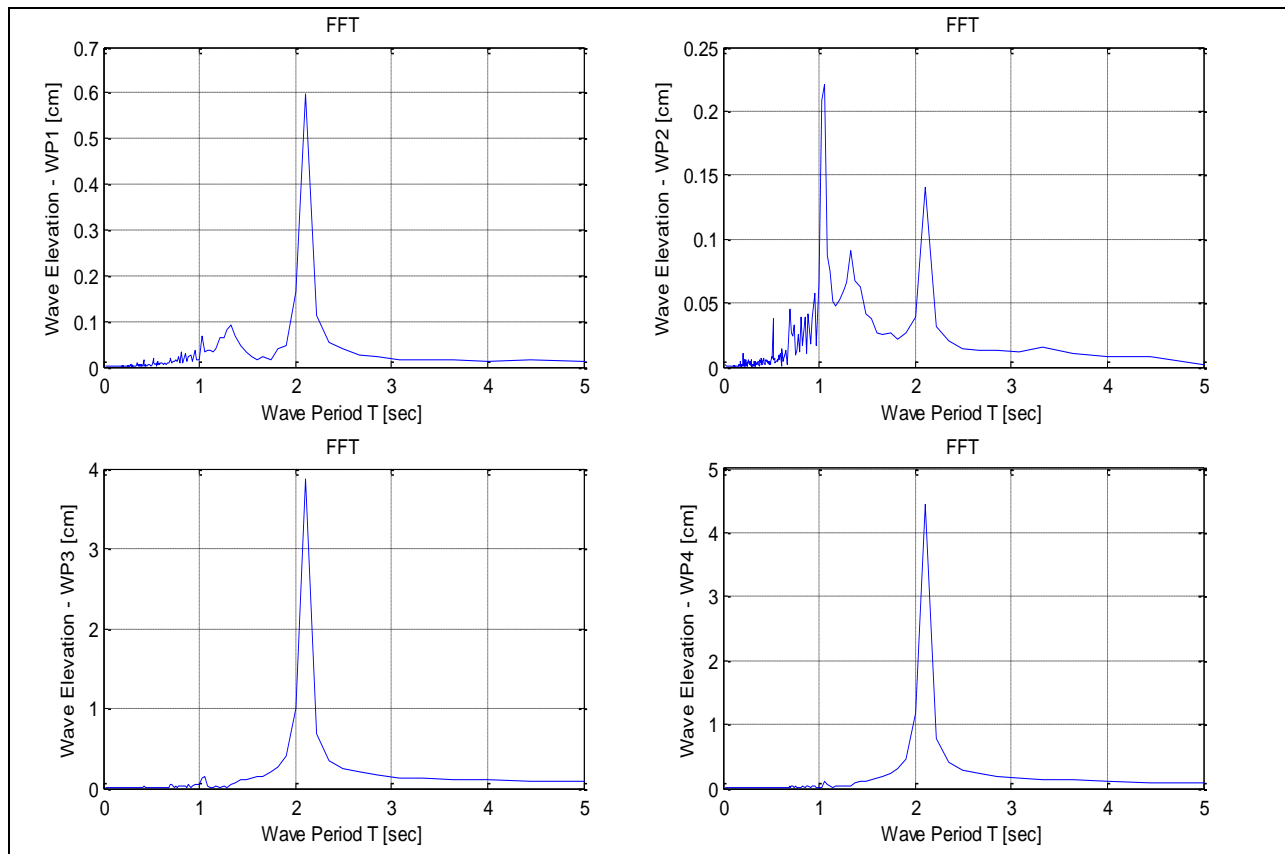 FFT
0.7
0.6
0.5
0.4
0.3
0.2
0.1
0
Wave Elevation - WP1 [cm]
0 1 2 3 4 5
Wave Period T [sec]
FFT
0.25
0.2
0.15
0.1
0.05
0
Wave Elevation - WP2 [cm]
0 1 2 3 4 5
Wave Period T [sec]
FFT
4
3
2
1
0
Wave Elevation - WP3 [cm]
0 1 2 3 4 5
Wave Period T [sec]
FFT
5
4
3
2
1
0
Wave Elevation - WP4 [cm]
0 1 2 3 4 5
Wave Period T [sec]